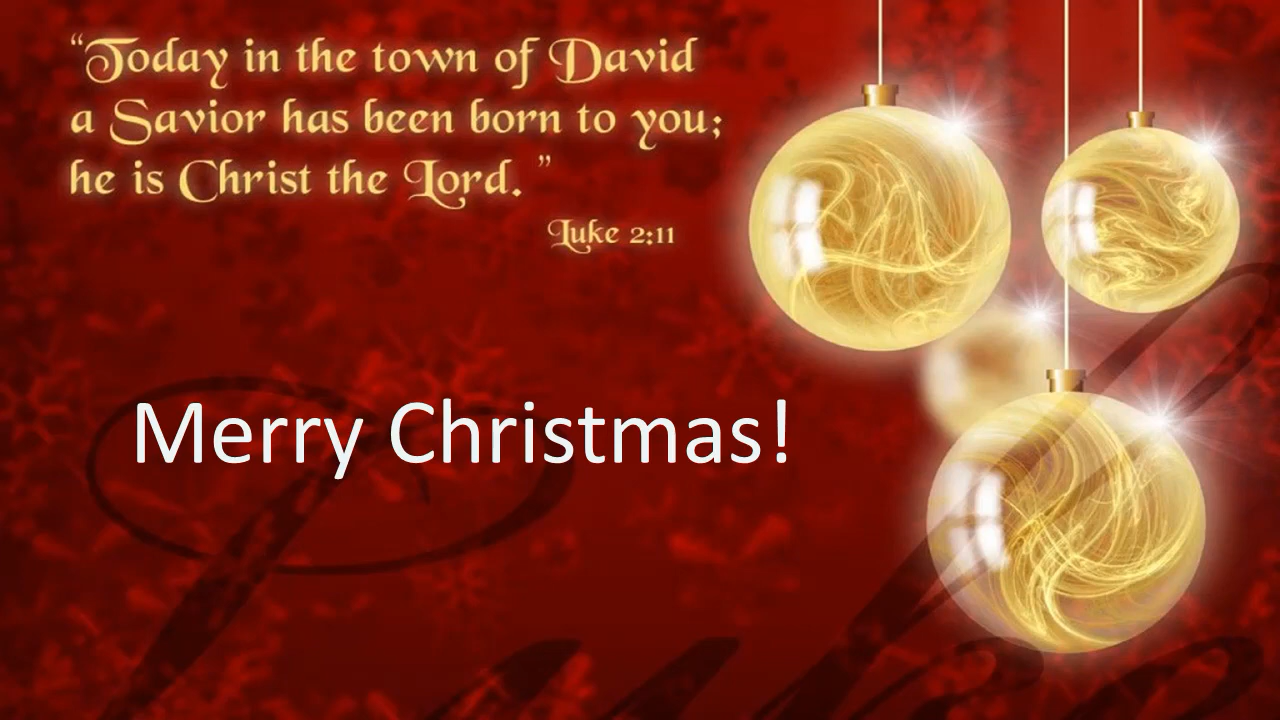 “Today in the town of David
a Savior has been born to you;
he is Christ the Lord.”
Luke 2:11
Merry Christmas!